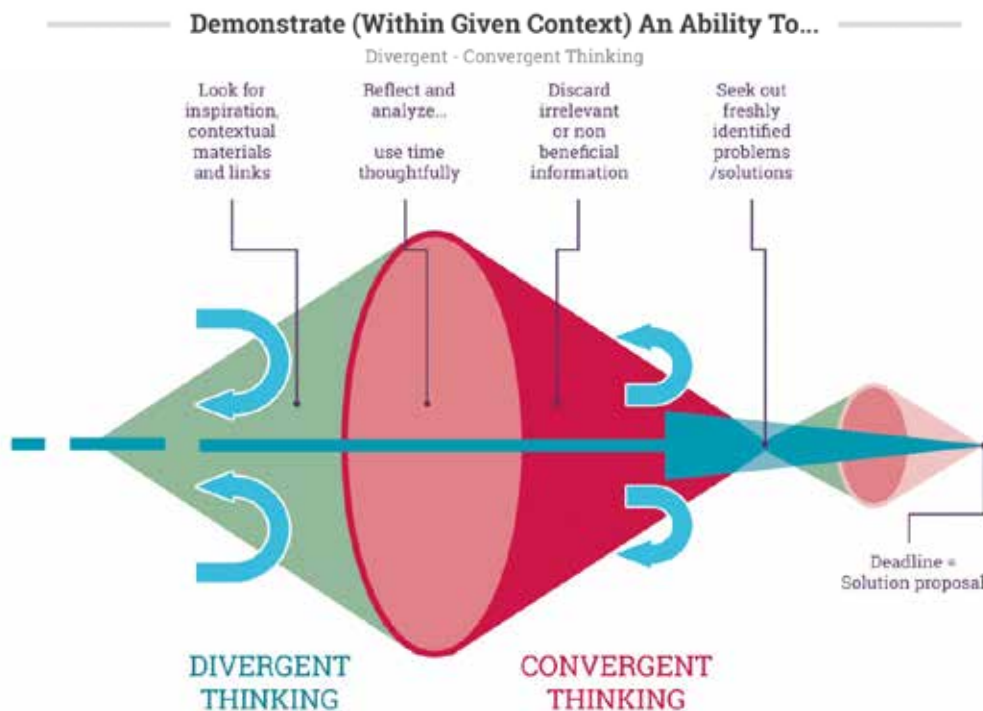 Demonstrate (Within Given Context) An Ability To...
Divergent - Convergent Thinking
Look for
inspiration,
contextual
materials
and links
Reflect and
analyze...
use time
thoughtfully
Discard
irrelevant
or non
beneficial
information
Seek out
freshly
identified
problems
/solutions
Deadline =
Solution proposal
DIVERGENT
THINKING
CONVERGENT
THINKING